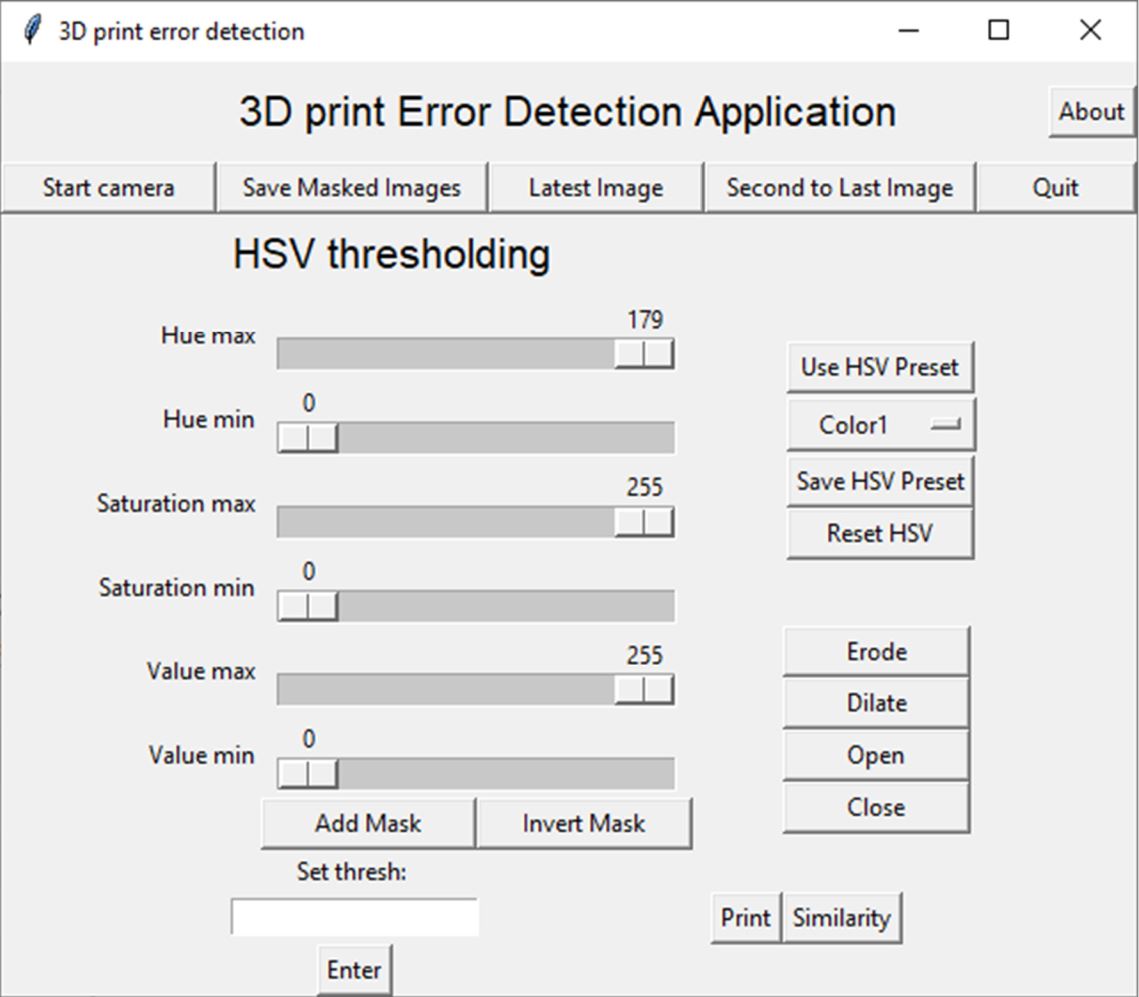 3D print error detection
3D print Error Detection Application
About
Start camera
Save Masked Images
Latest Image
Second to Last Image
Quit
HSV thresholding
179
Hue max
0
Hue min
255
Saturation max
0
Saturation min
255
Value max
0
Value min
Use HSV Preset
Color1
Save HSV Preset
Reset HSV
Erode
Dilate
Open
Close
Add Mask
Invert Mask
Set thresh:
Enter
Print
Similarity